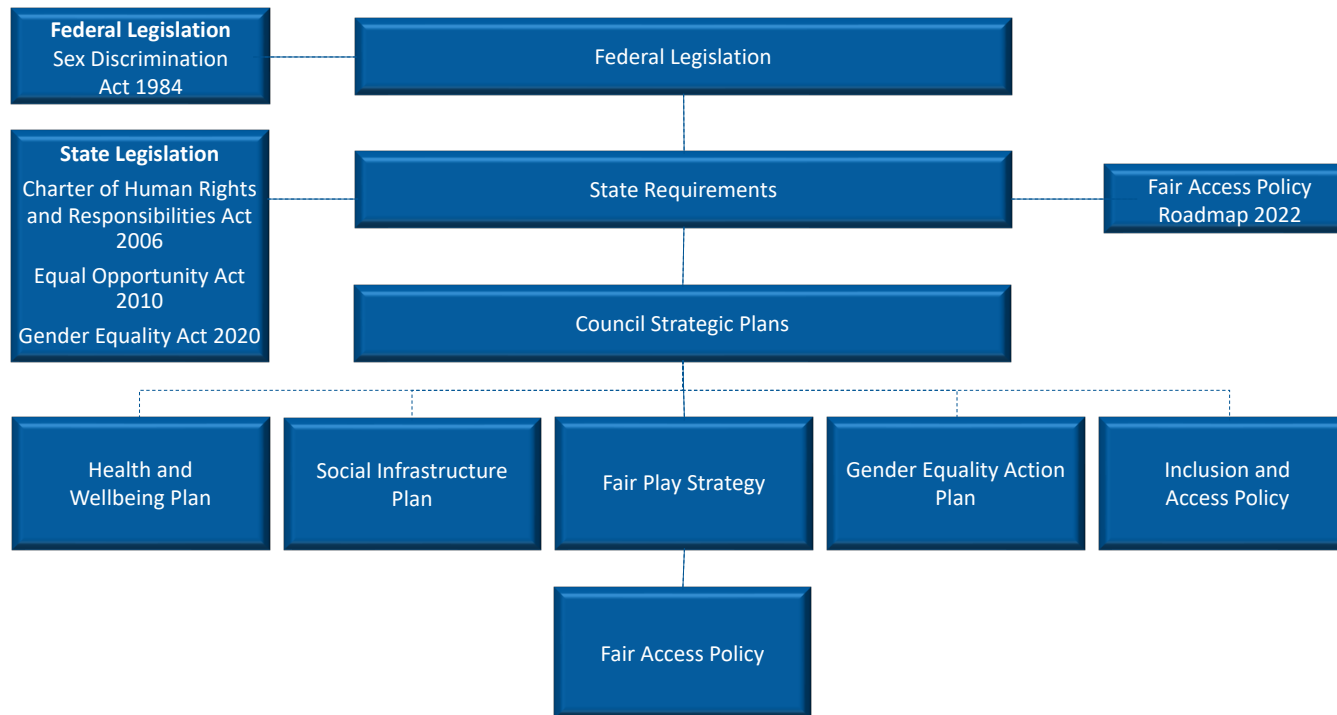 Federal Legislation
Sex Discrimination
Act 1984
Federal Legislation
State Legislation
Charter of Human Rights
and Responsibilities Act
2006
Equal Opportunity Act
2010
Gender Equality Act 2020
State Requirements
Fair Access Policy
Roadmap 2022
Council Strategic Plans
Health and
Wellbeing Plan
Social Infrastructure
Plan
Fair Play Strategy
Gender Equality Action
Plan
Inclusion and
Access Policy
Fair Access Policy